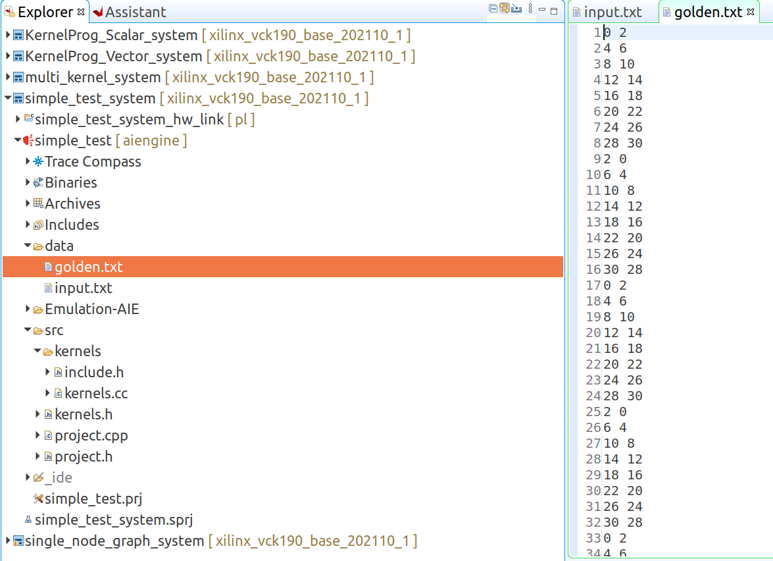 Explorer Assistant
KernelProg_Scalar_system [ xilinx_vck190_base_202110_1 ]
KernelProg_Vector_system [ xilinx_vck190_base_202110_1 ]
multi_kernel_system [ xilinx_vck190_base_202110_1 ]
simple_test_system [ xilinx_vck190_base_202110_1 ]
simple_test_system_hw_link [ pl ]
simple_test [ aiengine ]
Trace Compass
Binaries
Archives
Includes
data
golden.txt
input.txt
Emulation-AIE
src
kernels
include.h
kernels.cc
kernels.h
project.cpp
project.h
_ide
simple_test.prj
simple_test_system.sprj
single_node_graph_system [ xilinx_vck190_base_202110_1 ]
input.txt golden.txt
1 0 2
2 4 6
3 8 10
4 12 14
5 16 18
6 20 22
7 24 26
8 28 30
9 2 0
10 6 4
11 10 8
12 14 12
13 18 16
14 22 20
15 26 24
16 30 28
17 0 2
18 4 6
19 8 10
20 12 14
21 16 18
22 20 22
23 24 26
24 28 30
25 2 0
26 6 4
27 10 8
28 14 12
29 18 16
30 22 20
31 26 24
32 30 28
33 0 2
34 4 6